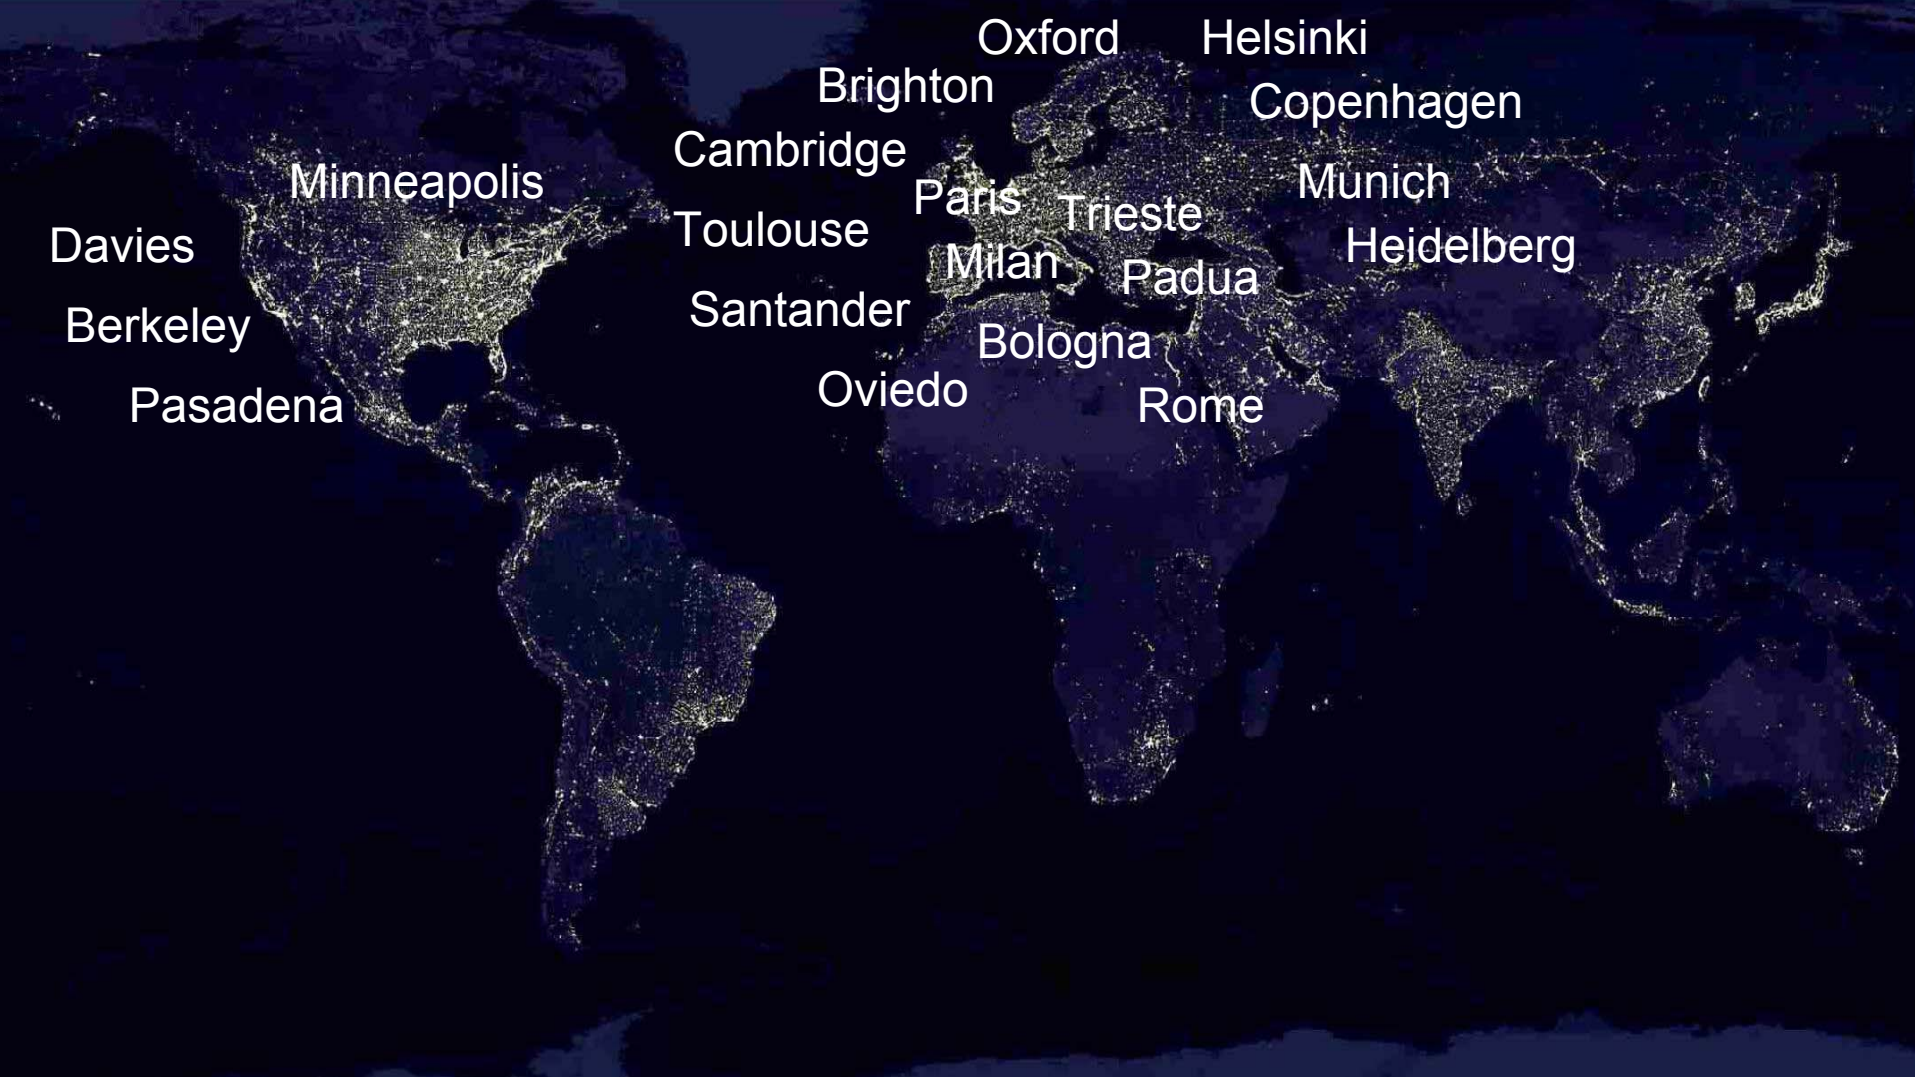 Oxford
Helsinki
Brighton
Copenhagen
Cambridge
Minneapolis
Munich
Paris
Trieste
Toulouse
Davies
Heidelberg
Milan
Padua
Santander
Berkeley
Bologna
Oviedo
Pasadena
Rome